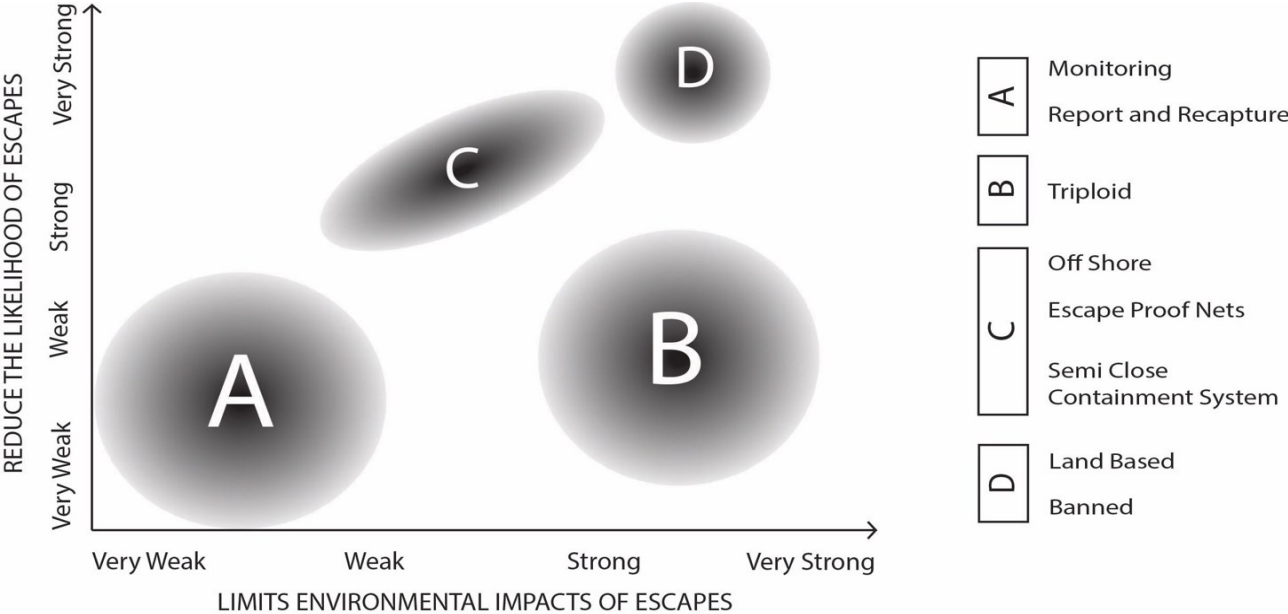 REDUCE THE LIKELIHOOD OF ESCAPES
Very Strong
Strong
Weak
Very Weak
A
B
C
D
Very Weak
Weak
Strong
Very Strong
LIMITS ENVIRONMENTAL IMPACTS OF ESCAPES
A
Monitoring
Report and Recapture
B
Triploid
C
Off Shore
Escape Proof Nets
Semi Close
Containment System
D
Land Based
Banned